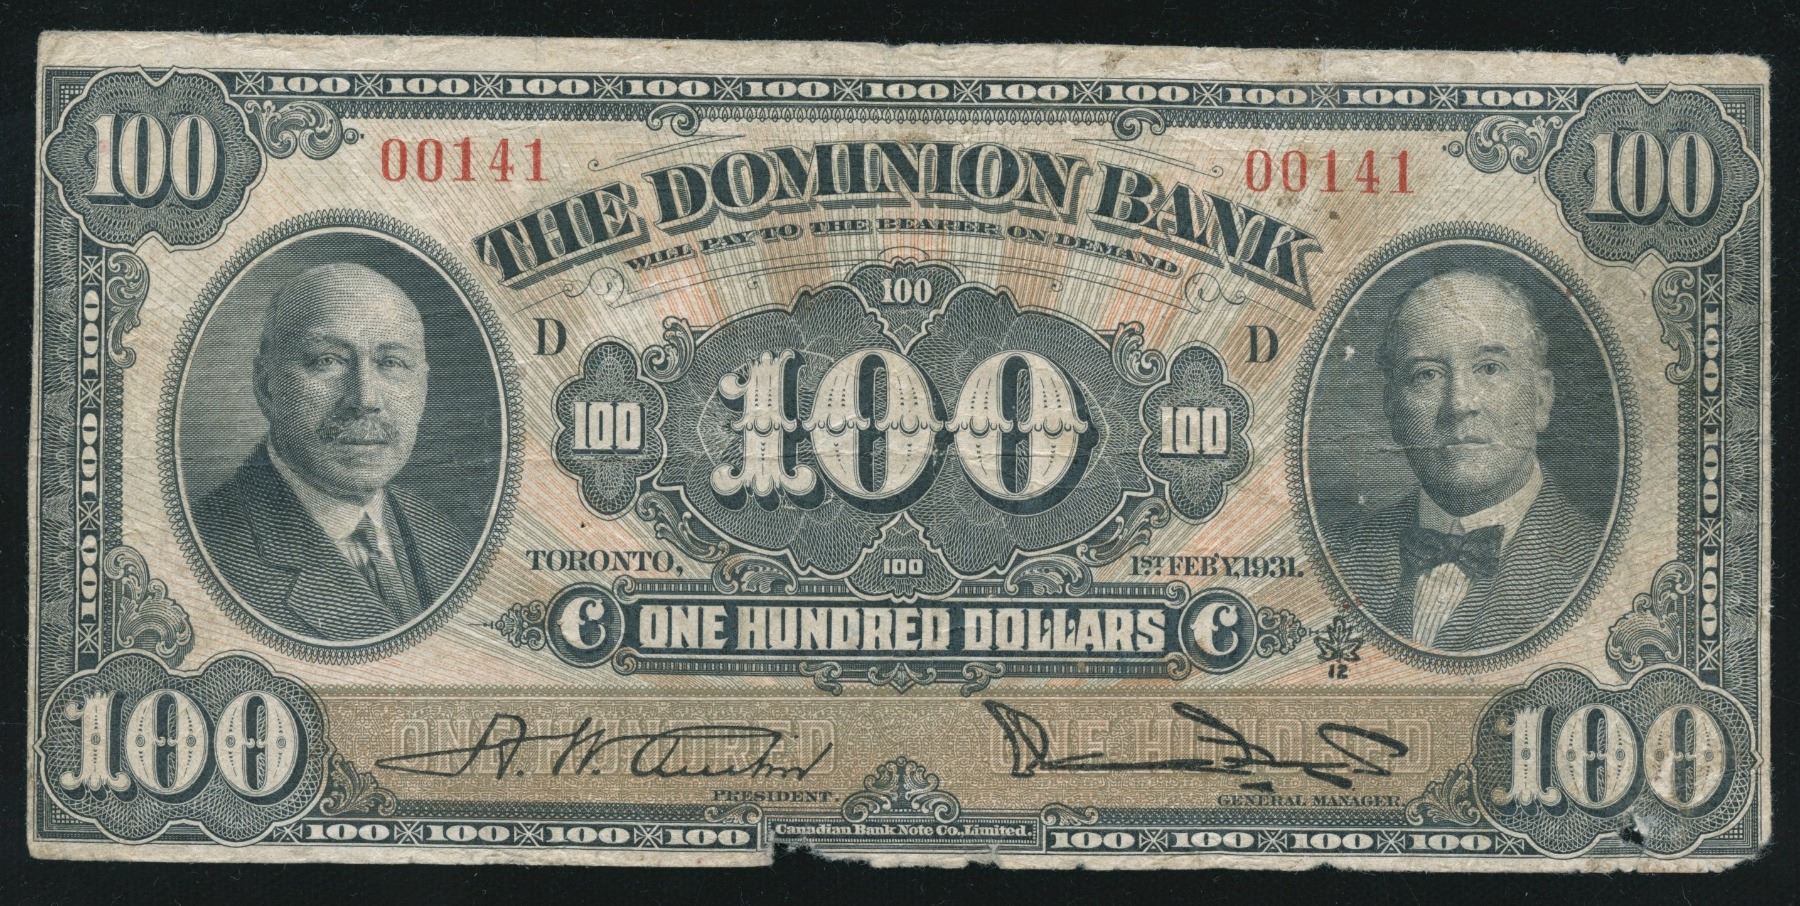 100 100 100 100 100 100 100 100 100 100 100
100 100
00141 00141
THE DOMINION BANK
WILL PAY TO THE BEARER ON DEMAND
100
D D
100 100 100
TORONTO, 100 1ST FEB'Y, 1931.
C ONE HUNDRED DOLLARS C
12
100 100 100
100 100 100
ONE HUNDRED ONE HUNDRED
A. W. Austin
PRESIDENT. GENERAL MANAGER.
100 100
100 100 100 100 Canadian Bank Note Co., Limited. 100 100 100 100